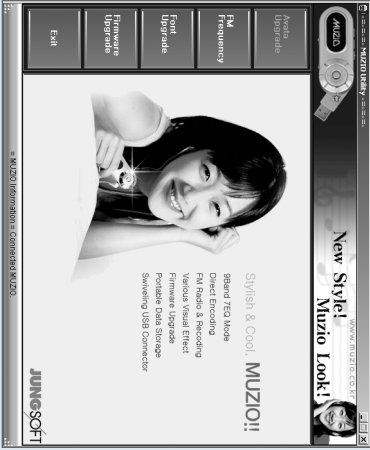 -=-=-=- MUZIO Utility -=-=-=-
MUZIO
www.muzio.co.kr
New Style!
Muzio Look!
Avata
Upgrade
FM
Frequency
Font
Upgrade
Firmware
Upgrade
Exit
Stylish & Cool, MUZIO!!
9Band 7EQ Mode
Direct Encoding
FM Radio & Recoding
Various Visual Effect
Firmware Upgrade
Portable Data Storage
Swiveling USB Connector
JUNGSOFT
= MUZIO Information = Connected MUZIO.